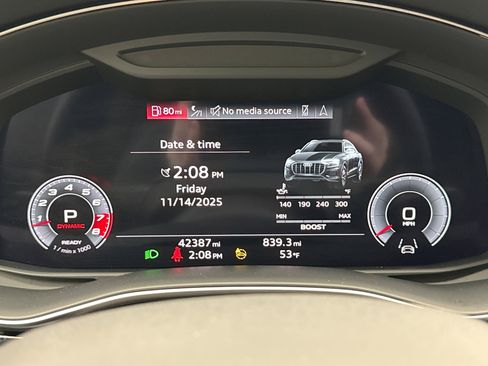 80 mi No media source
Date & time
2:08 PM
Friday
11/14/2025
°F
140 180 240 300
MIN MAX
BOOST
1 2 3 4 5 6 7 8
P
DYNAMIC
READY
1 / min x 1000
0
MPH
42387 mi 839.3 mi
2:08 PM 53 °F